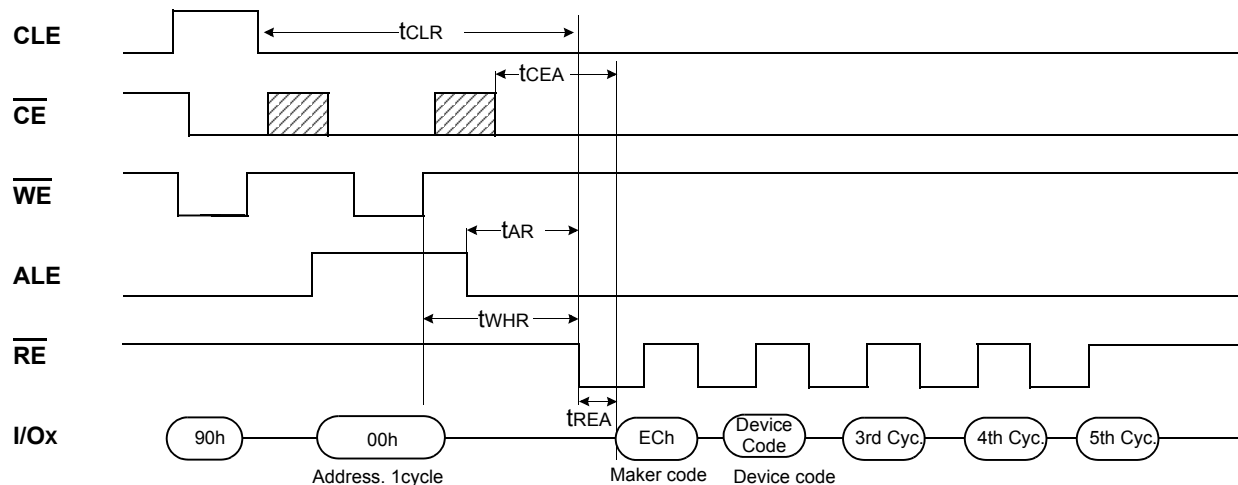 CLE
tCLR
tCEA
CE
WE
tAR
ALE
tWHR
RE
tREA
I/Ox
90h
00h
ECh
Device
Code
3rd Cyc.
4th Cyc.
5th Cyc.
Address. 1cycle
Maker code
Device code